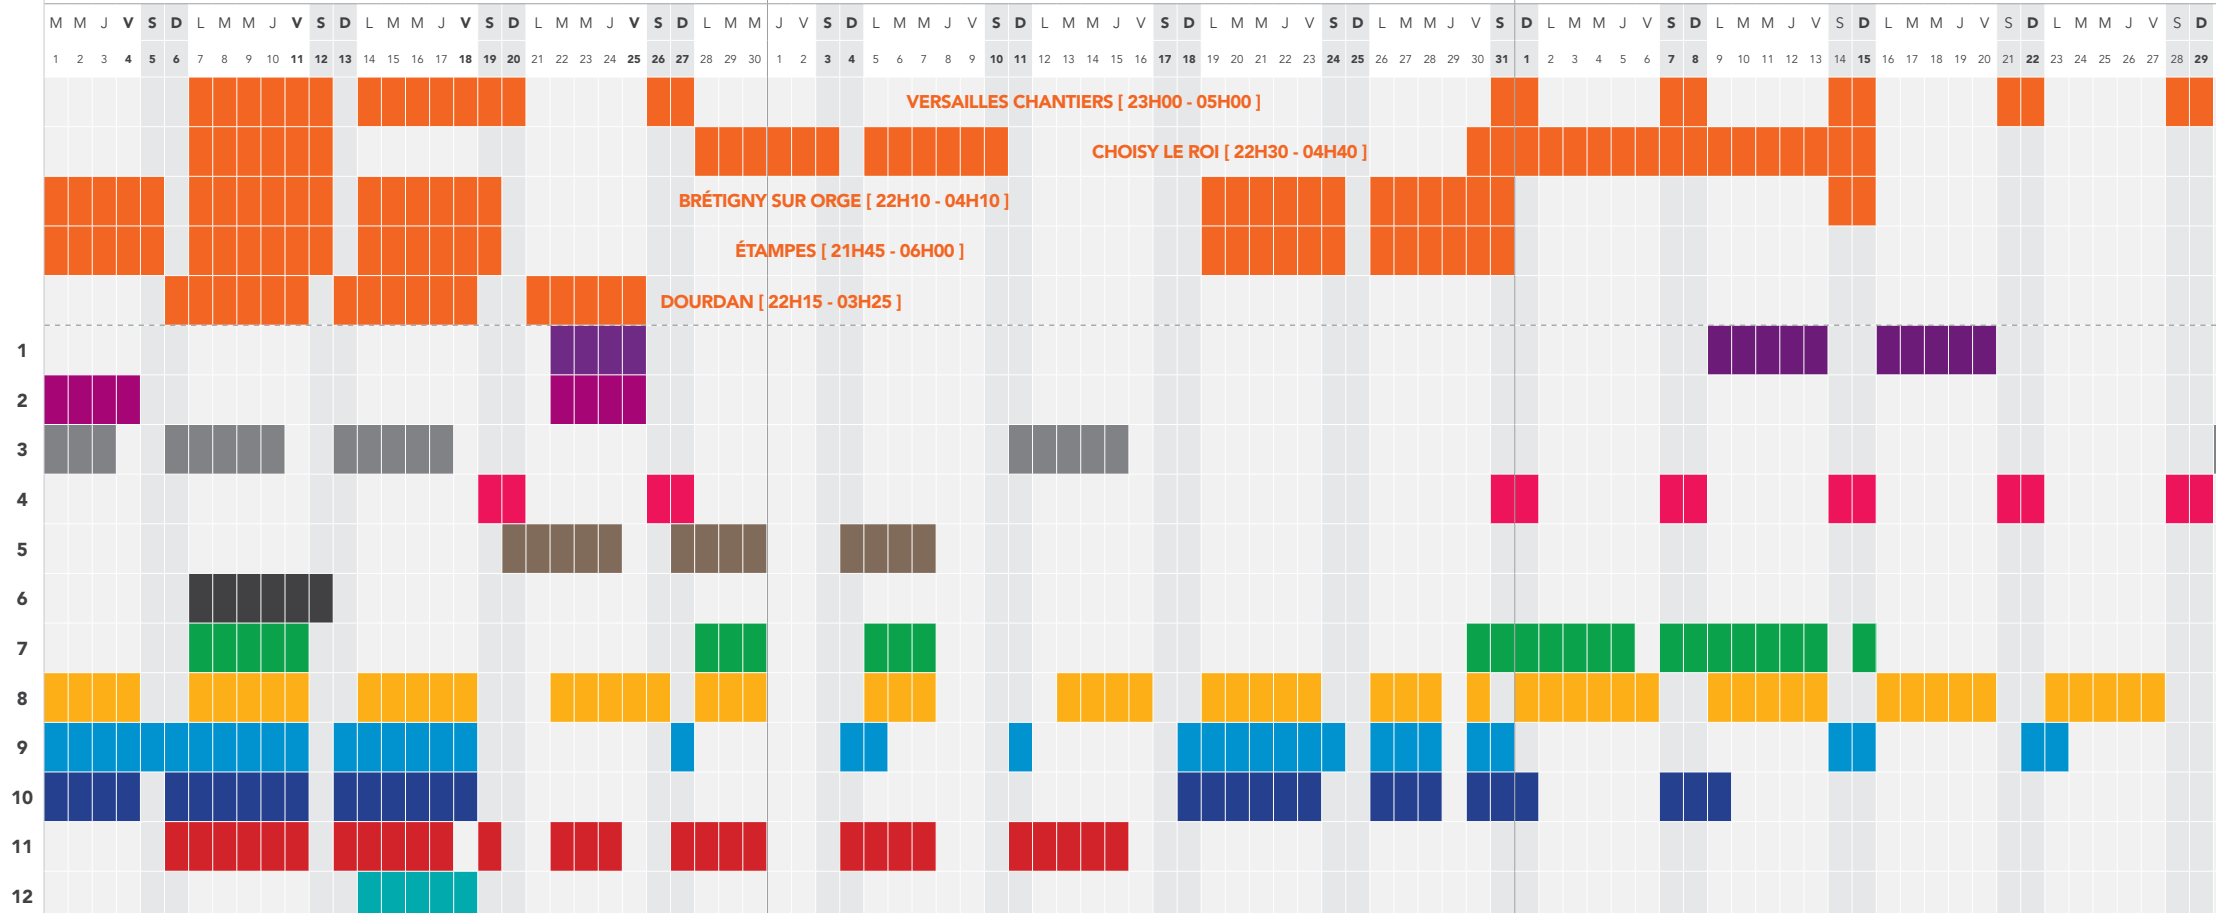 M M J V S D L M M J V S D L M M J V S D L M M J V S D L M M J V S D L M M J V S D L M M J V S D L M M J V S D L M M J V S D L M M J V S D L M M J V S D L M M J V S D L M M J V S D
1 2 3 4 5 6 7 8 9 10 11 12 13 14 15 16 17 18 19 20 21 22 23 24 25 26 27 28 29 30 1 2 3 4 5 6 7 8 9 10 11 12 13 14 15 16 17 18 19 20 21 22 23 24 25 26 27 28 29 30 31 1 2 3 4 5 6 7 8 9 10 11 12 13 14 15 16 17 18 19 20 21 22 23 24 25 26 27 28 29
VERSAILLES CHANTIERS [ 23H00 - 05H00 ]
CHOISY LE ROI [ 22H30 - 04H40 ]
BRÉTIGNY SUR ORGE [ 22H10 - 04H10 ]
ÉTAMPES [ 21H45 - 06H00 ]
DOURDAN [ 22H15 - 03H25 ]
1
2
3
4
5
6
7
8
9
10
11
12